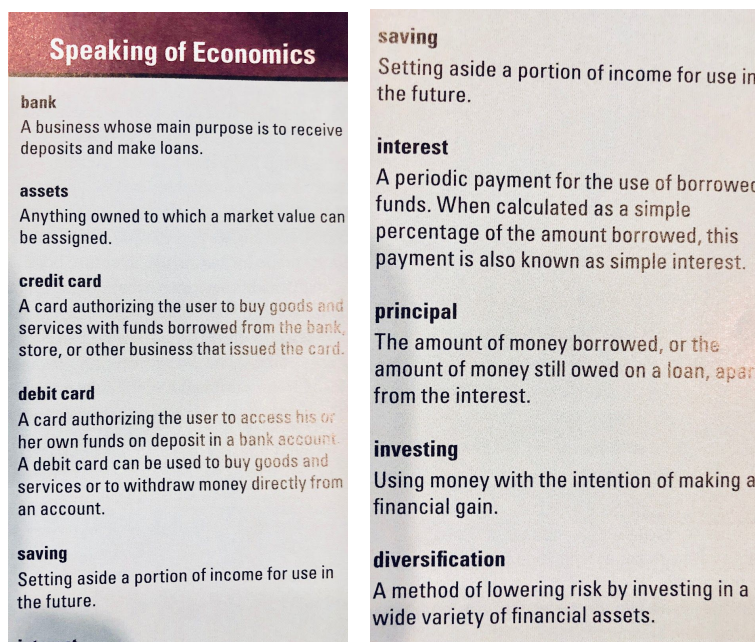 Speaking of Economics
bank
A business whose main purpose is to receive
deposits and make loans.
assets
Anything owned to which a market value can
be assigned.
credit card
A card authorizing the user to buy goods and
services with funds borrowed from the bank,
store, or other business that issued the card.
debit card
A card authorizing the user to access his or
her own funds on deposit in a bank account.
A debit card can be used to buy goods and
services or to withdraw money directly from
an account.
saving
Setting aside a portion of income for use in
the future.
saving
Setting aside a portion of income for use in
the future.
interest
A periodic payment for the use of borrowed
funds. When calculated as a simple
percentage of the amount borrowed, this
payment is also known as simple interest.
principal
The amount of money borrowed, or the
amount of money still owed on a loan, apar
from the interest.
investing
Using money with the intention of making a
financial gain.
diversification
A method of lowering risk by investing in a
wide variety of financial assets.